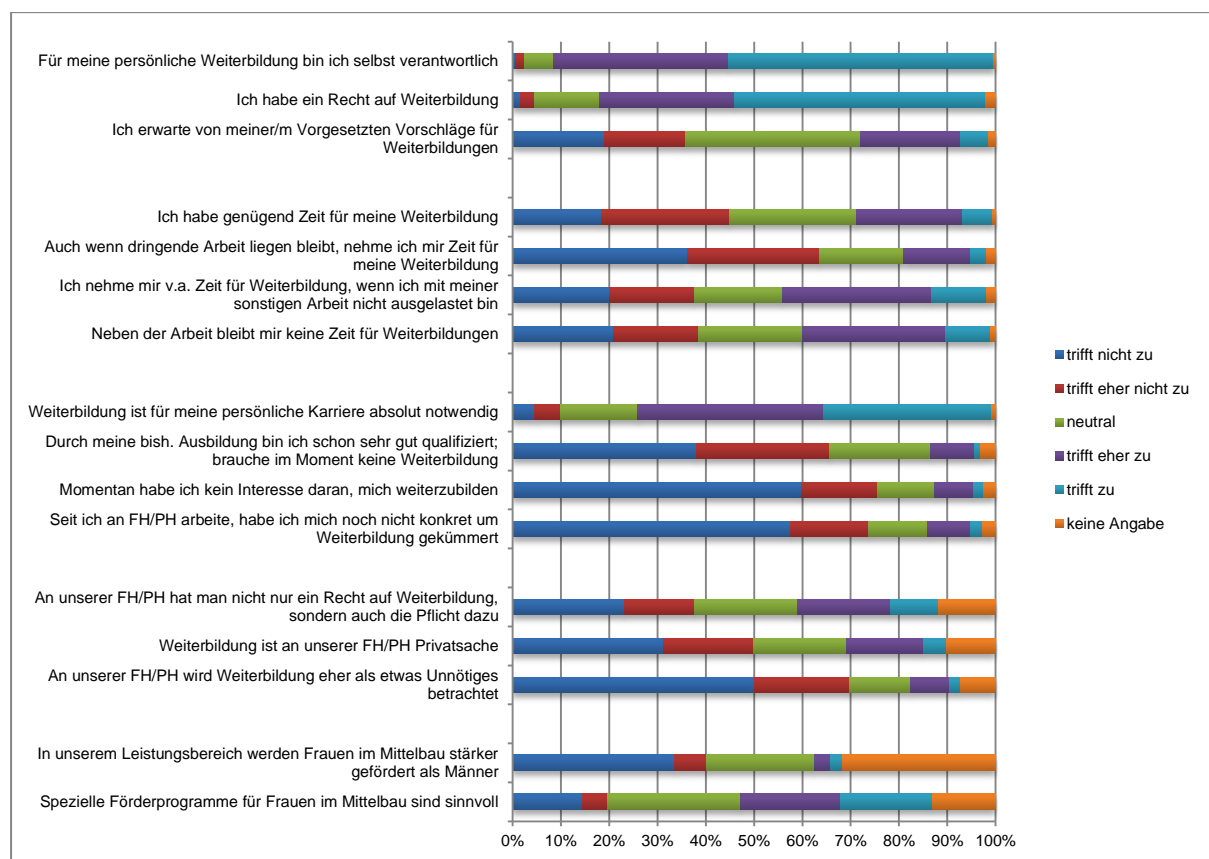 Für meine persönliche Weiterbildung bin ich selbst verantwortlich
Ich habe ein Recht auf Weiterbildung
Ich erwarte von meiner/m Vorgesetzten Vorschläge für
Weiterbildungen
Ich habe genügend Zeit für meine Weiterbildung
Auch wenn dringende Arbeit liegen bleibt, nehme ich mir Zeit für
meine Weiterbildung
Ich nehme mir v.a. Zeit für Weiterbildung, wenn ich mit meiner
sonstigen Arbeit nicht ausgelastet bin
Neben der Arbeit bleibt mir keine Zeit für Weiterbildungen
Weiterbildung ist für meine persönliche Karriere absolut notwendig
Durch meine bish. Ausbildung bin ich schon sehr gut qualifiziert;
brauche im Moment keine Weiterbildung
Momentan habe ich kein Interesse daran, mich weiterzubilden
Seit ich an FH/PH arbeite, habe ich mich noch nicht konkret um
Weiterbildung gekümmert
An unserer FH/PH hat man nicht nur ein Recht auf Weiterbildung,
sondern auch die Pflicht dazu
Weiterbildung ist an unserer FH/PH Privatsache
An unserer FH/PH wird Weiterbildung eher als etwas Unnötiges
betrachtet
In unserem Leistungsbereich werden Frauen im Mittelbau stärker
gefördert als Männer
Spezielle Förderprogramme für Frauen im Mittelbau sind sinnvoll
0% 10% 20% 30% 40% 50% 60% 70% 80% 90% 100%
trifft nicht zu
trifft eher nicht zu
neutral
trifft eher zu
trifft zu
keine Angabe